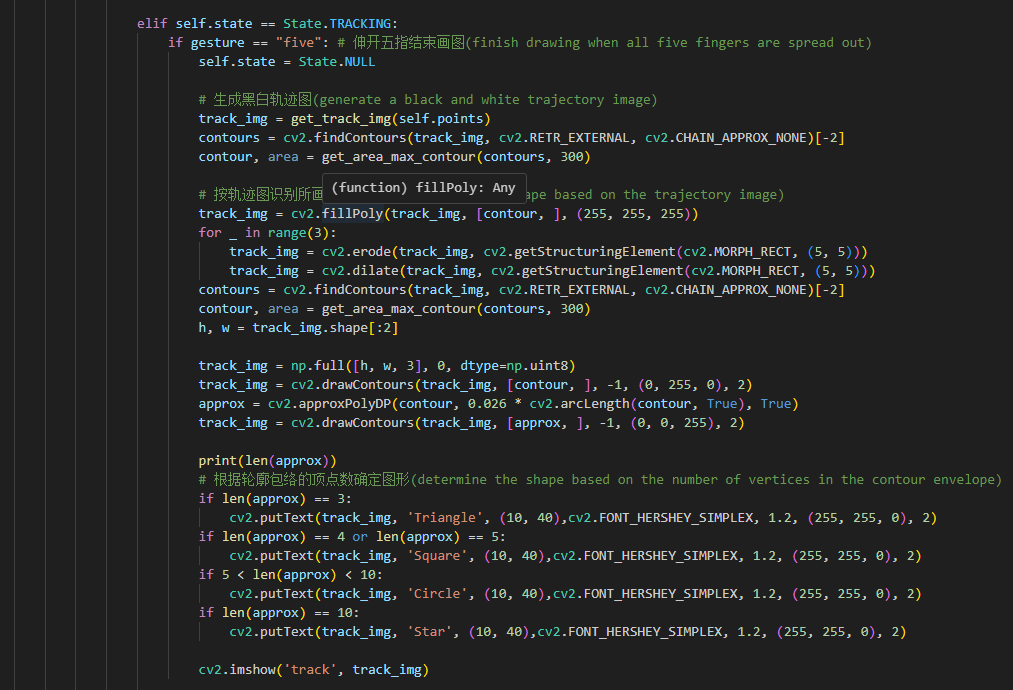 elif self.state == State.TRACKING:
if gesture == "five": # 伸开五指结束画图(finish drawing when all five fingers are spread out)
self.state = State.NULL
# 生成黑白轨迹图(generate a black and white trajectory image)
track_img = get_track_img(self.points)
contours = cv2.findContours(track_img, cv2.RETR_EXTERNAL, cv2.CHAIN_APPROX_NONE)[-2]
contour, area = get_area_max_contour(contours, 300)
(function) fillPoly: Any
# 按轨迹图识别所画 ape based on the trajectory image)
track_img = cv2.fillPoly(track_img, [contour, ], (255, 255, 255))
for _ in range(3):
track_img = cv2.erode(track_img, cv2.getStructuringElement(cv2.MORPH_RECT, (5, 5)))
track_img = cv2.dilate(track_img, cv2.getStructuringElement(cv2.MORPH_RECT, (5, 5)))
contours = cv2.findContours(track_img, cv2.RETR_EXTERNAL, cv2.CHAIN_APPROX_NONE)[-2]
contour, area = get_area_max_contour(contours, 300)
h, w = track_img.shape[:2]
track_img = np.full([h, w, 3], 0, dtype=np.uint8)
track_img = cv2.drawContours(track_img, [contour, ], -1, (0, 255, 0), 2)
approx = cv2.approxPolyDP(contour, 0.026 * cv2.arcLength(contour, True), True)
track_img = cv2.drawContours(track_img, [approx, ], -1, (0, 0, 255), 2)
print(len(approx))
# 根据轮廓包络的顶点数确定图形(determine the shape based on the number of vertices in the contour envelope)
if len(approx) == 3:
cv2.putText(track_img, 'Triangle', (10, 40),cv2.FONT_HERSHEY_SIMPLEX, 1.2, (255, 255, 0), 2)
if len(approx) == 4 or len(approx) == 5:
cv2.putText(track_img, 'Square', (10, 40),cv2.FONT_HERSHEY_SIMPLEX, 1.2, (255, 255, 0), 2)
if 5 < len(approx) < 10:
cv2.putText(track_img, 'Circle', (10, 40),cv2.FONT_HERSHEY_SIMPLEX, 1.2, (255, 255, 0), 2)
if len(approx) == 10:
cv2.putText(track_img, 'Star', (10, 40),cv2.FONT_HERSHEY_SIMPLEX, 1.2, (255, 255, 0), 2)
cv2.imshow('track', track_img)